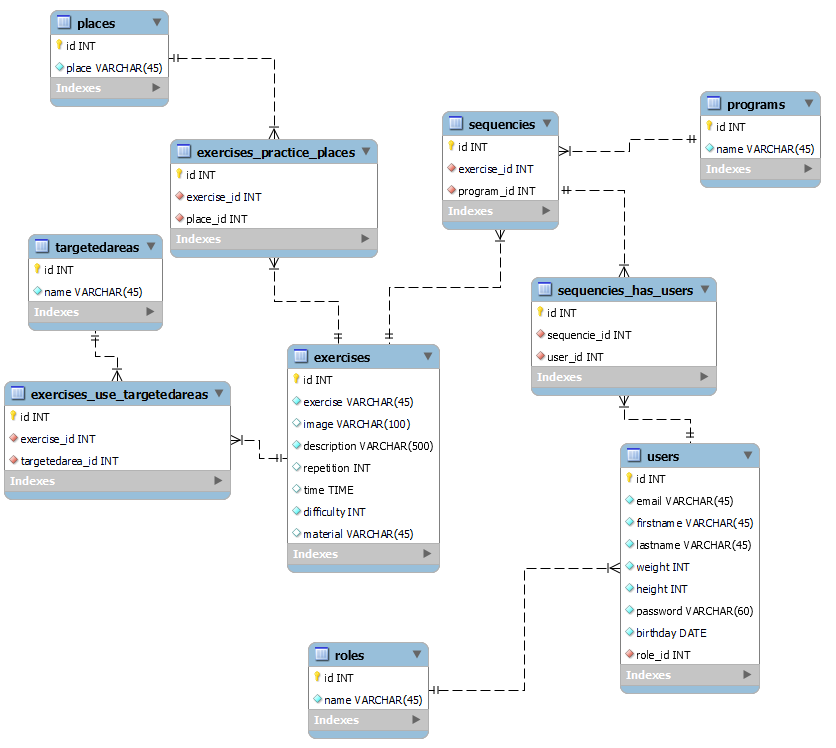 places
id INT
place VARCHAR(45)
Indexes
exercises_practice_places
id INT
exercise_id INT
place_id INT
Indexes
sequencies
id INT
exercise_id INT
program_id INT
Indexes
programs
id INT
name VARCHAR(45)
Indexes
targetedareas
id INT
name VARCHAR(45)
Indexes
sequencies_has_users
id INT
sequencie_id INT
user_id INT
Indexes
exercises_use_targetedareas
id INT
exercise_id INT
targetedarea_id INT
Indexes
exercises
id INT
exercise VARCHAR(45)
image VARCHAR(100)
description VARCHAR(500)
repetition INT
time TIME
difficulty INT
material VARCHAR(45)
Indexes
users
id INT
email VARCHAR(45)
firstname VARCHAR(45)
lastname VARCHAR(45)
weight INT
height INT
password VARCHAR(60)
birthday DATE
role_id INT
Indexes
roles
id INT
name VARCHAR(45)
Indexes